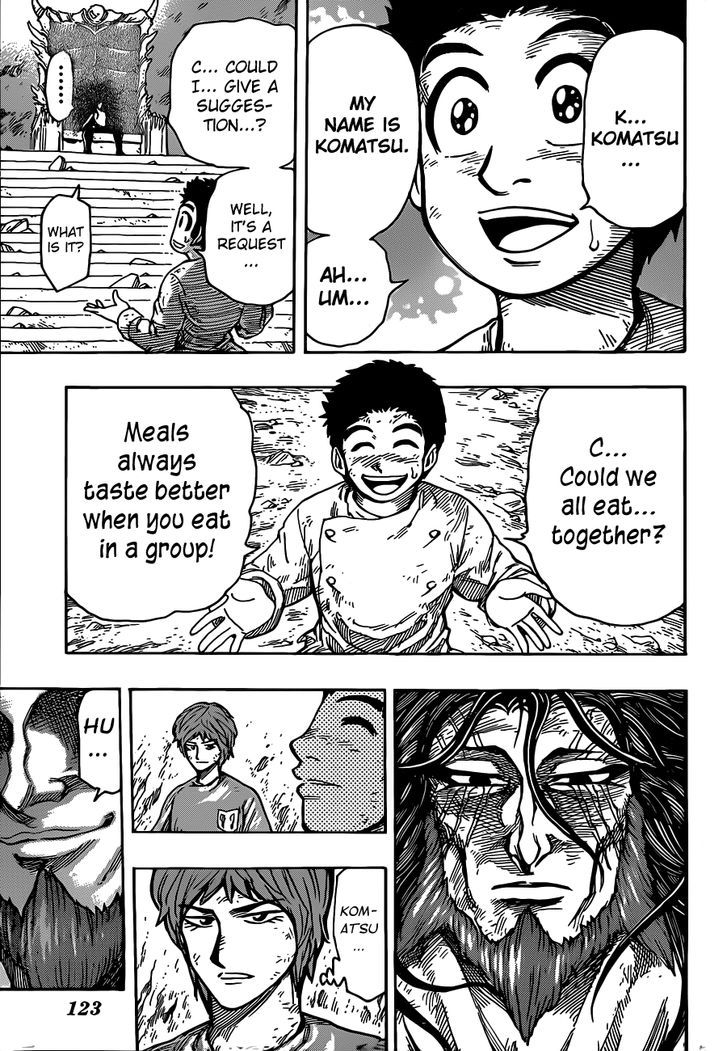 K...
KOMATSU
...
MY
NAME IS
KOMATSU.
AH...
UM...
C... COULD
I... GIVE A
SUGGES-
TION...?
WELL,
IT'S A
REQUEST
...
.....
WHAT
IS IT?
C...
Could we
all eat...
together?
Meals
always
taste better
when you eat
in a group!
KOM-
ATSU
...
HU
...
123